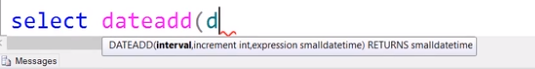 select dateadd(d
DATEADD(interval,increment int,expression smalldatetime) RETURNS smalldatetime
Messages